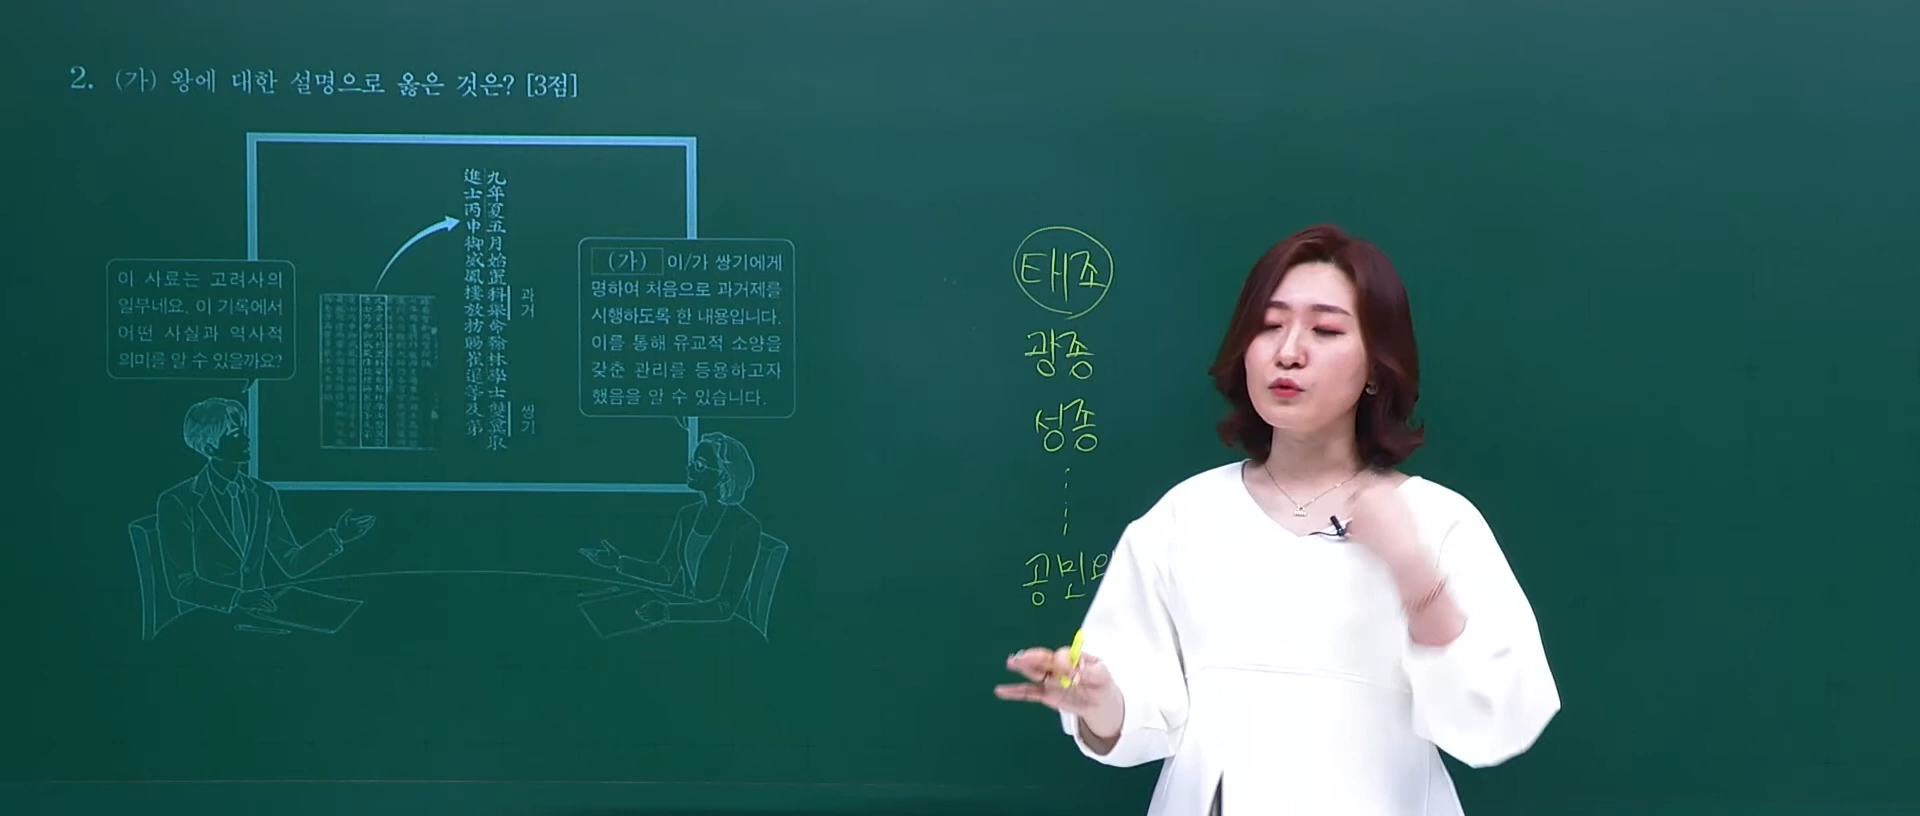 2. (가) 왕에 대한 설명으로 옳은 것은? [3점]
이 사료는 고려사의
일부네요. 이 기록에서
어떤 사실과 역사적
의미를 알 수 있을까요?
九年夏五月始置科擧命翰林學士雙冀取
進士丙申御威鳳樓放枋賜崔暹等及第
과거
쌍기
(가) 이/가 쌍기에게
명하여 처음으로 과거제를
시행하도록 한 내용입니다.
이를 통해 유교적 소양을
갖춘 관리를 등용하고자
했음을 알 수 있습니다.
태조
광종
성종
공민